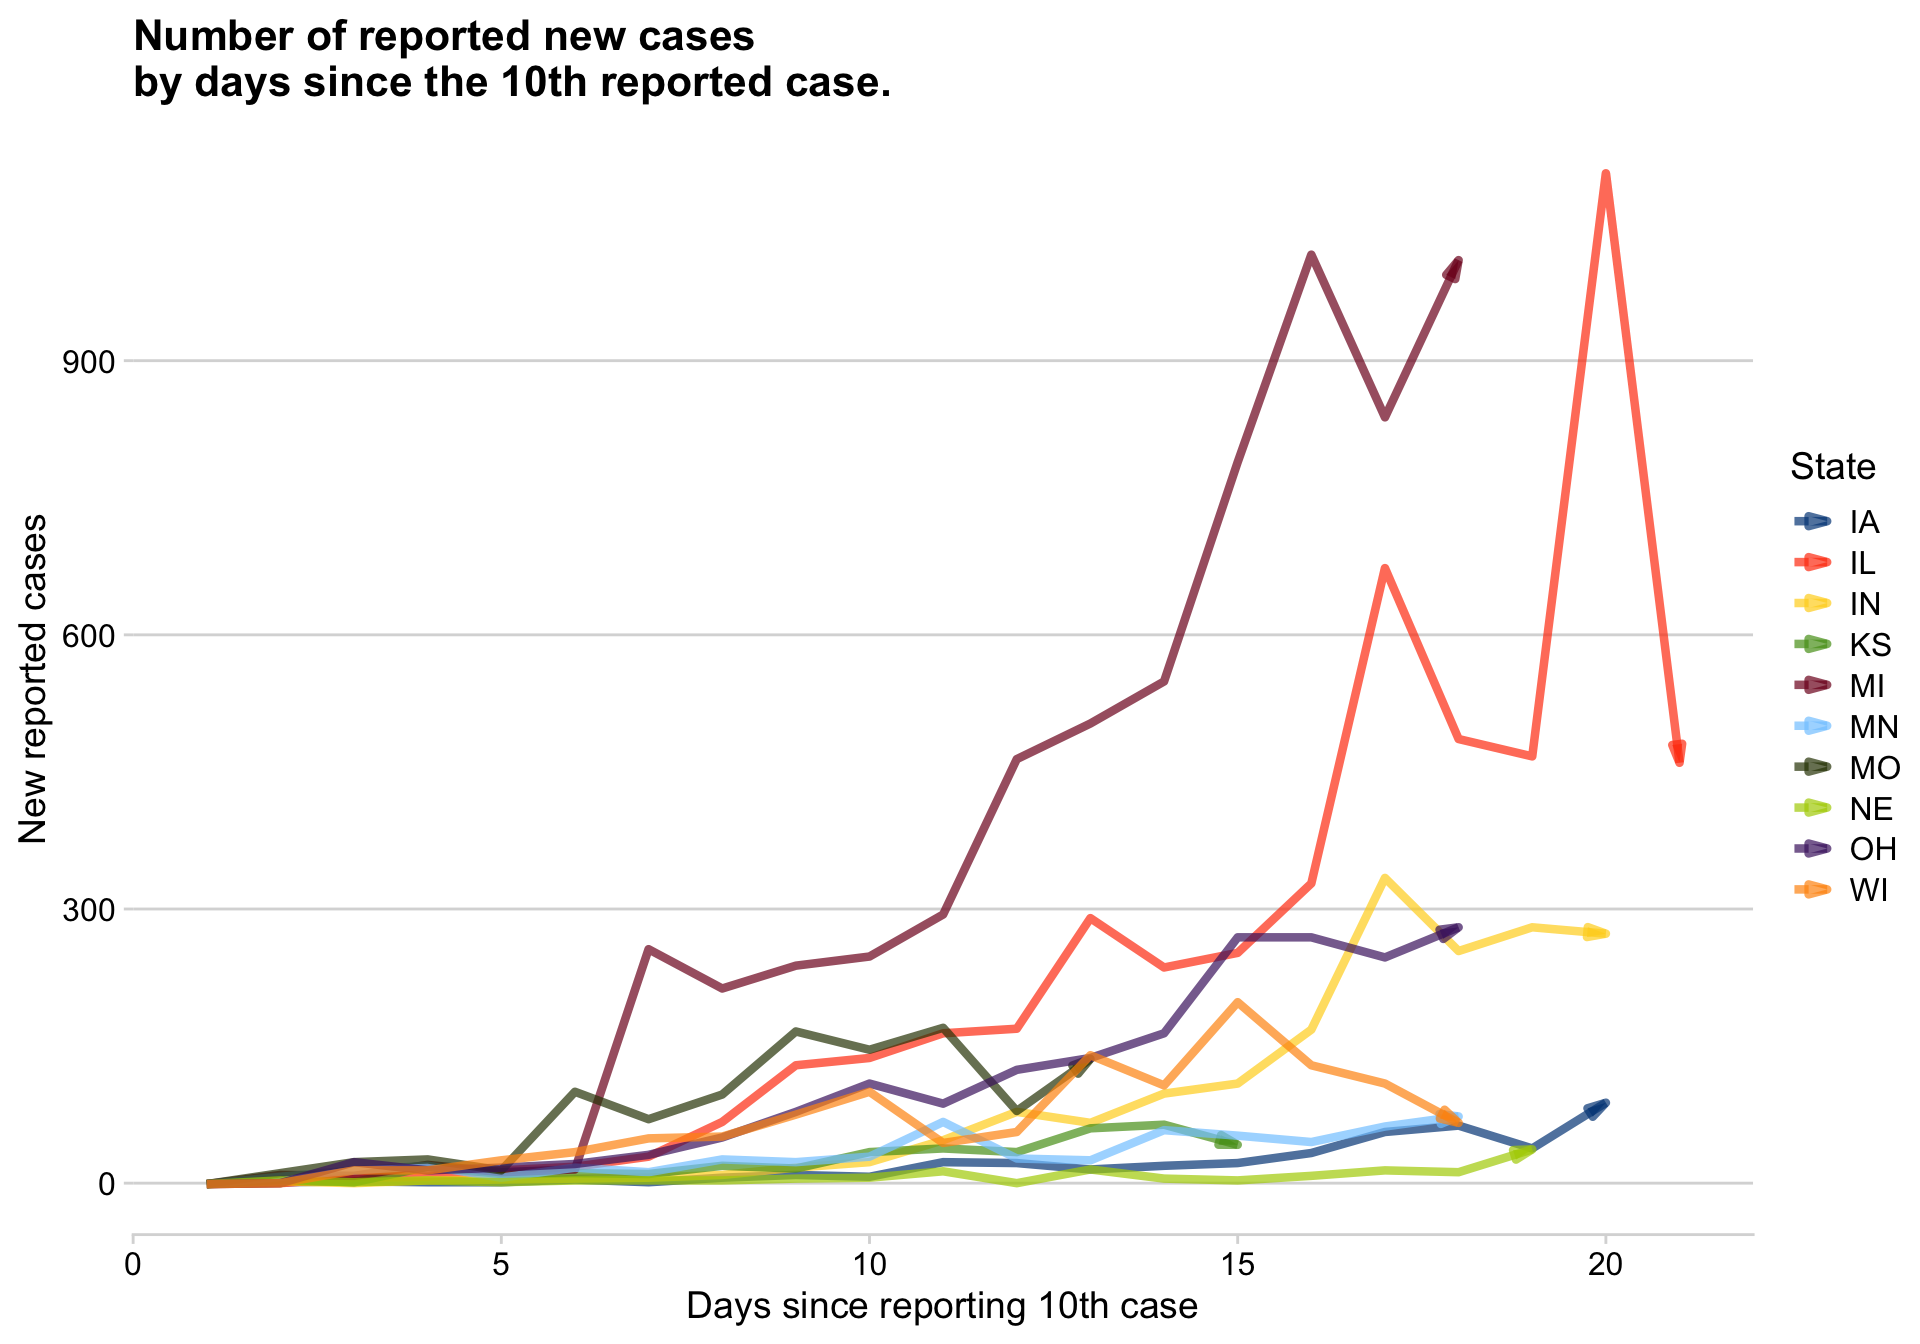 Number of reported new cases
by days since the 10th reported case.
New reported cases
900
600
300
0
0
5
10
15
20
Days since reporting 10th case
State
IA
IL
IN
KS
MI
MN
MO
NE
OH
WI